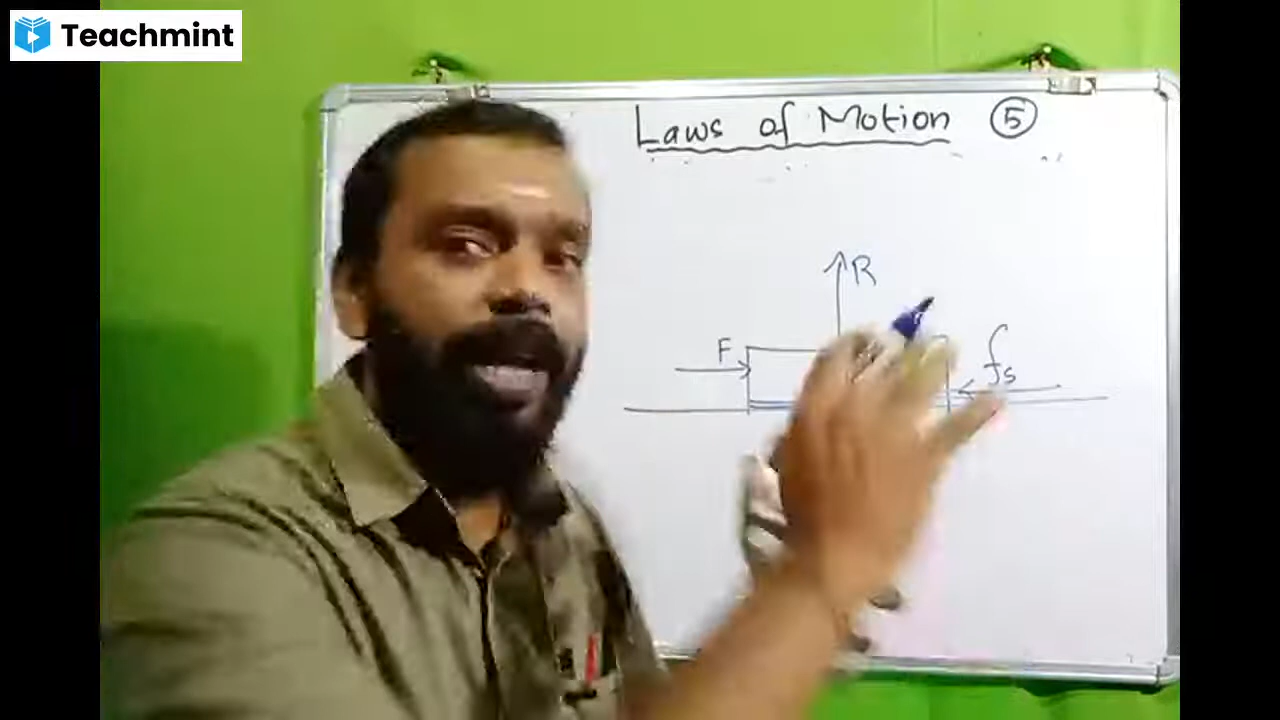 Teachmint
Laws of Motion ⑤
R
F
fs